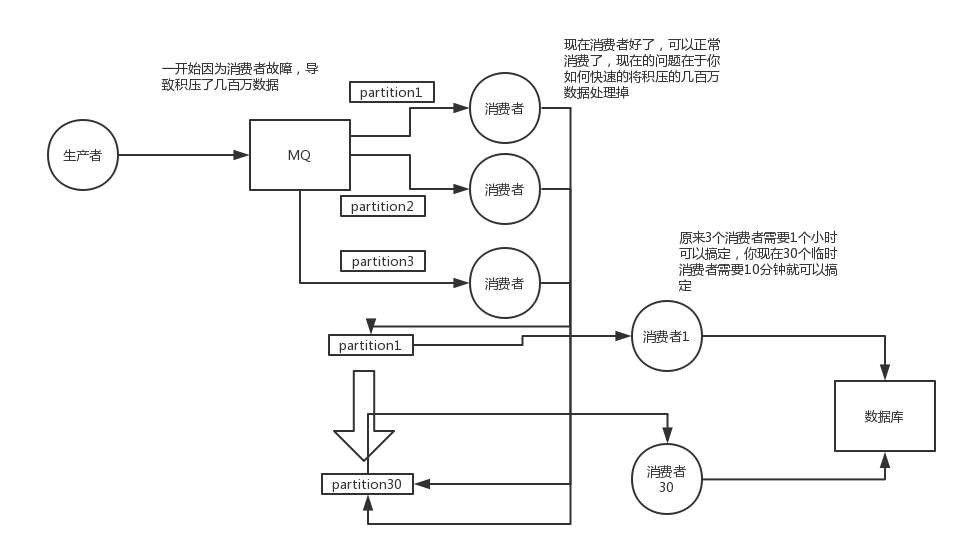 一开始因为消费者故障，导
致积压了几百万数据
现在消费者好了，可以正常
消费了，现在的问题在于你
如何快速的将积压的几百万
数据处理掉
partition1
消费者
生产者
MQ
消费者
partition2
partition3
消费者
原来3个消费者需要1个小时
可以搞定，你现在30个临时
消费者需要10分钟就可以搞
定
partition1
消费者1
数据库
partition30
消费者
30